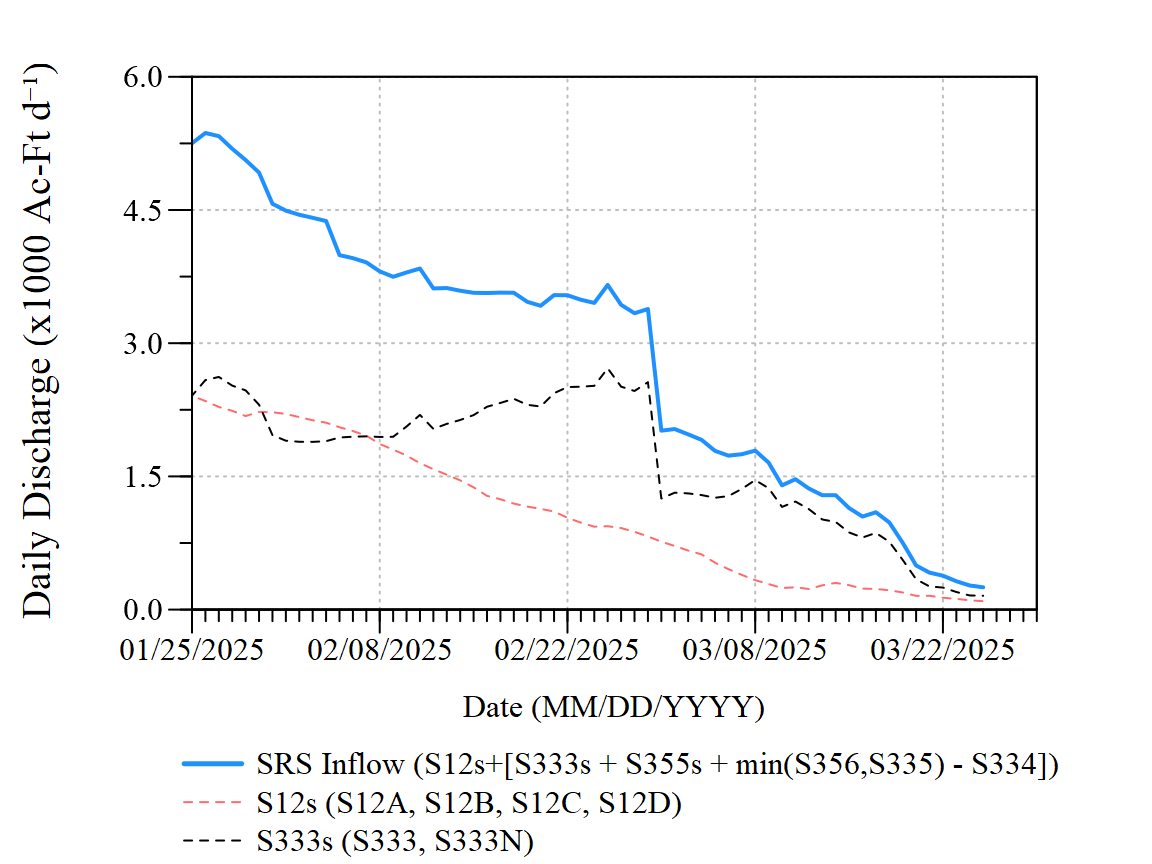 Daily Discharge (x1000 Ac-Ft d⁻¹)
6.0
4.5
3.0
1.5
0.0
01/25/2025 02/08/2025 02/22/2025 03/08/2025 03/22/2025
Date (MM/DD/YYYY)
SRS Inflow (S12s+[S333s + S355s + min(S356,S335) - S334])
S12s (S12A, S12B, S12C, S12D)
S333s (S333, S333N)